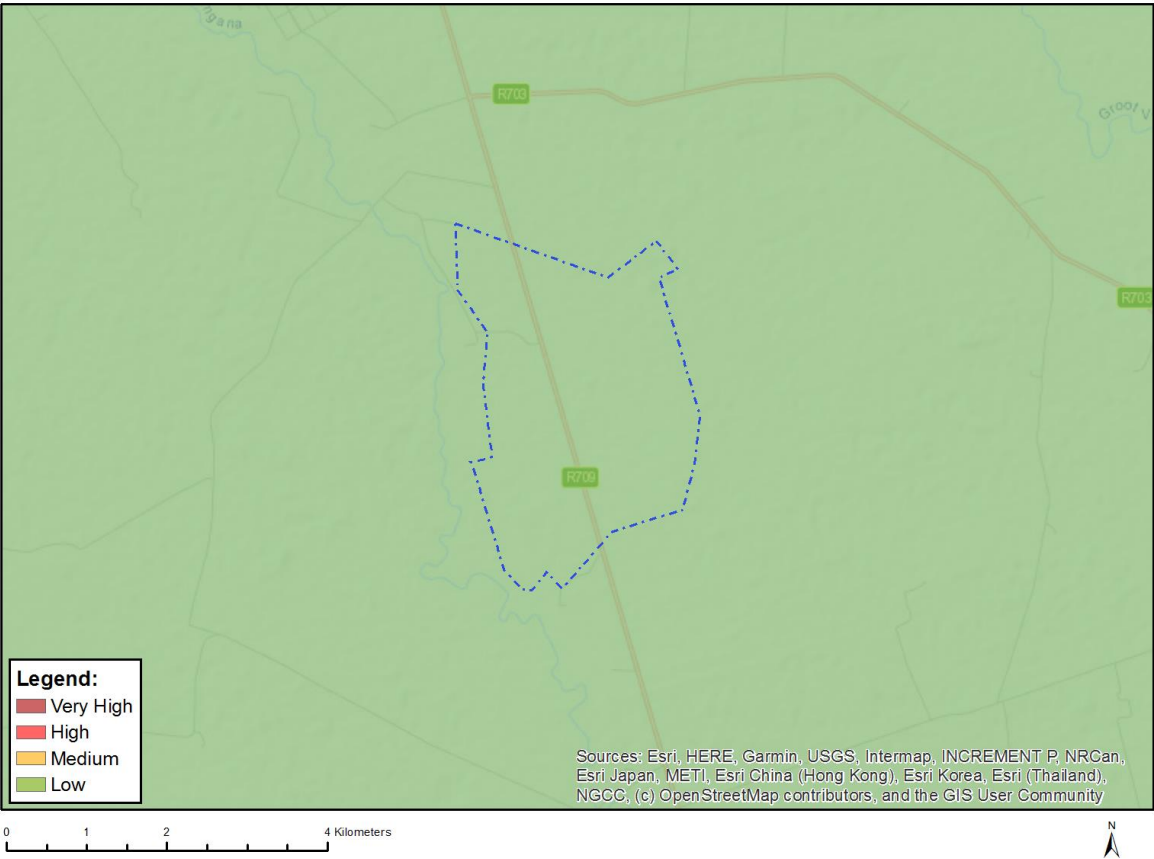 ngana
R703
Groot V
R703
R709
Legend:
Very High
High
Medium
Low
Sources: Esri, HERE, Garmin, USGS, Intermap, INCREMENT P, NRCan,
Esri Japan, METI, Esri China (Hong Kong), Esri Korea, Esri (Thailand),
NGCC, (c) OpenStreetMap contributors, and the GIS User Community
0 1 2 4 Kilometers
N